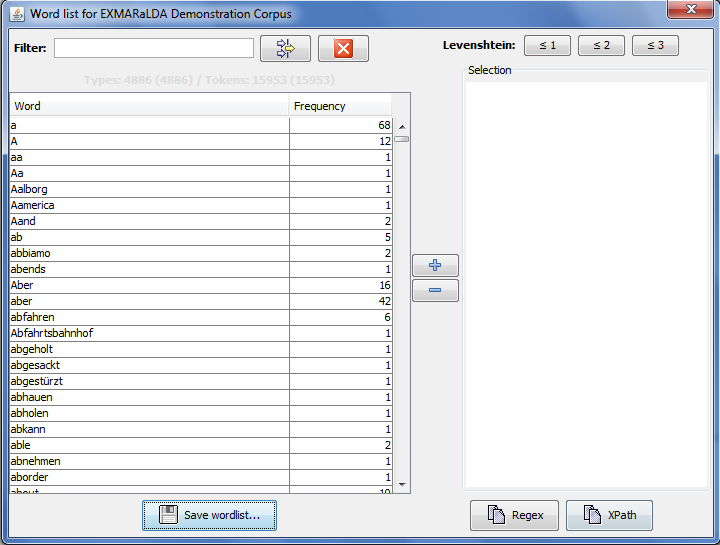 Word list for EXMARaLDA Demonstration Corpus
Filter:
Levenshtein: ≤ 1 ≤ 2 ≤ 3
Types: 4886 (4886) / Tokens: 15953 (15953)
Selection
Word Frequency
a 68
A 12
aa 1
Aa 1
Aalborg 1
Aamerica 1
Aand 2
ab 5
abbiamo 2
abends 1
Aber 16
aber 42
abfahren 6
Abfahrtsbahnhof 1
abgeholt 1
abgesackt 1
abgestürzt 1
abhauen 1
abholen 1
abkann 1
able 2
abnehmen 1
aborder 1
about 10
Save wordlist... Regex XPath